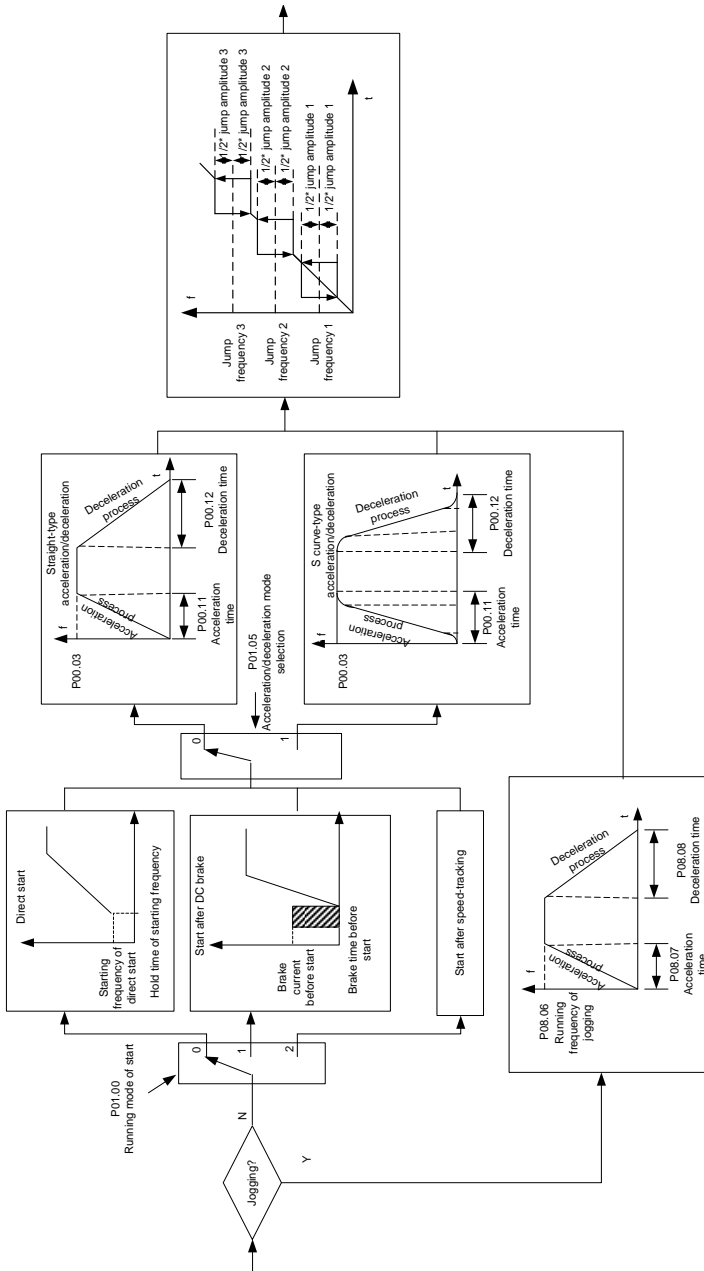 Jogging?
N
Y
P01.00
Running mode of start
0
1
2
Direct start
Starting
frequency of
direct start
Hold time of starting frequency
Start after DC brake
Brake
current
before start
Brake time before
start
Start after speed-tracking
P08.06
Running
frequency of
jogging
f
Acceleration
process
Deceleration
process
t
P08.07
Acceleration
time
P08.08
Deceleration time
0
1
P01.05
Acceleration/deceleration mode
selection
Straight-type
acceleration/deceleration
P00.03
f
Acceleration
process
Deceleration
process
t
P00.11
Acceleration
time
P00.12
Deceleration time
S curve-type
acceleration/deceleration
P00.03
f
Acceleration
process
Deceleration
process
t
P00.11
Acceleration
time
P00.12
Deceleration time
f
Jump
frequency 3
Jump
frequency 2
Jump
frequency 1
1/2* jump amplitude 3
1/2* jump amplitude 3
1/2* jump amplitude 2
1/2* jump amplitude 2
1/2* jump amplitude 1
1/2* jump amplitude 1
t